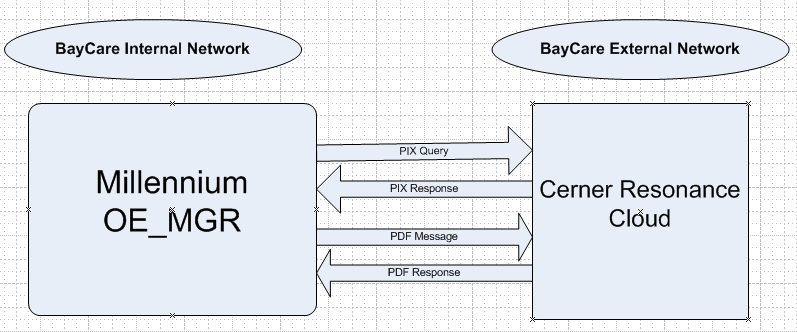 BayCare Internal Network
BayCare External Network
Millennium
OE_MGR
PIX Query
PIX Response
PDF Message
PDF Response
Cerner Resonance
Cloud